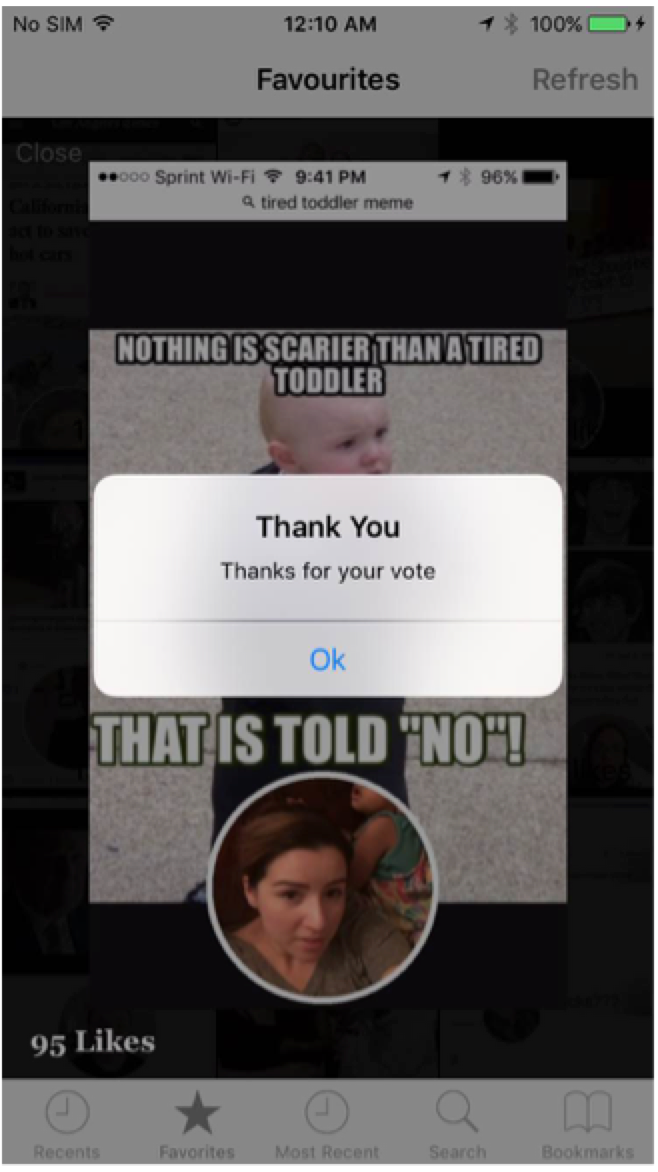 No SIM 12:10 AM 100%
Favourites Refresh
Close
Sprint Wi-Fi 9:41 PM 96%
tired toddler meme
California
act to save
hot cars
NOTHING IS SCARIER THAN A TIRED
TODDLER
Thank You
Thanks for your vote
Ok
THAT IS TOLD "NO"!
95 Likes
Recents Favorites Most Recent Search Bookmarks